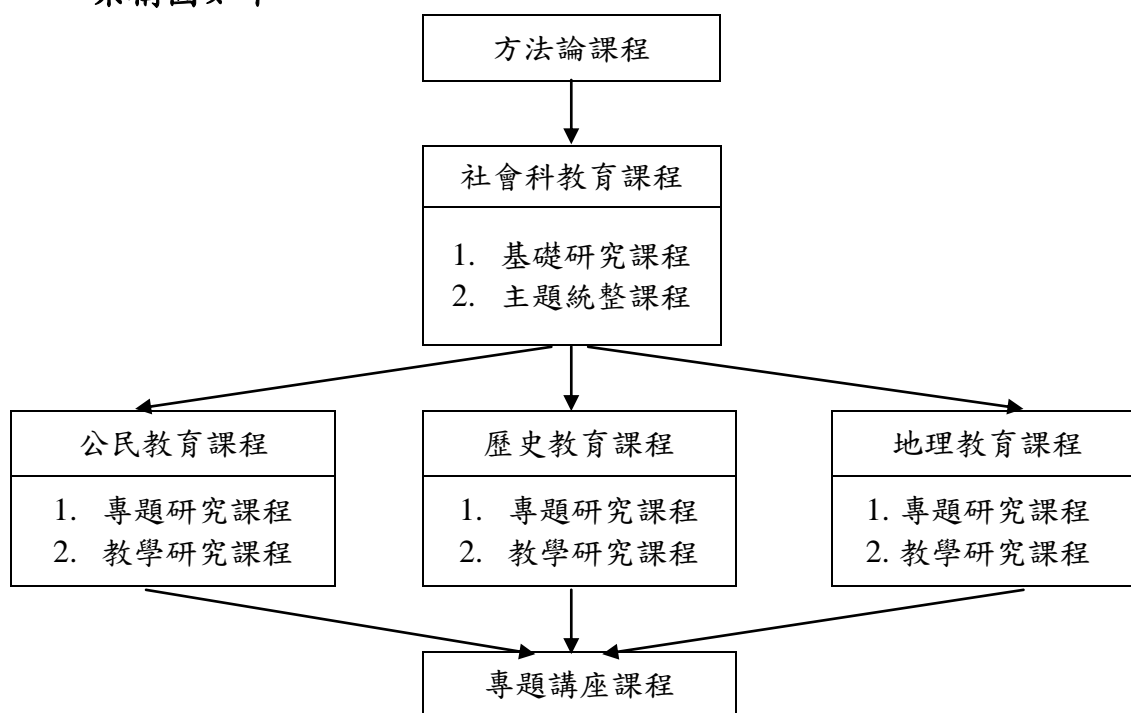 方法論課程
社會科教育課程
1. 基礎研究課程
2. 主題統整課程
公民教育課程
1. 專題研究課程
2. 教學研究課程
歷史教育課程
1. 專題研究課程
2. 教學研究課程
地理教育課程
1. 專題研究課程
2. 教學研究課程
專題講座課程